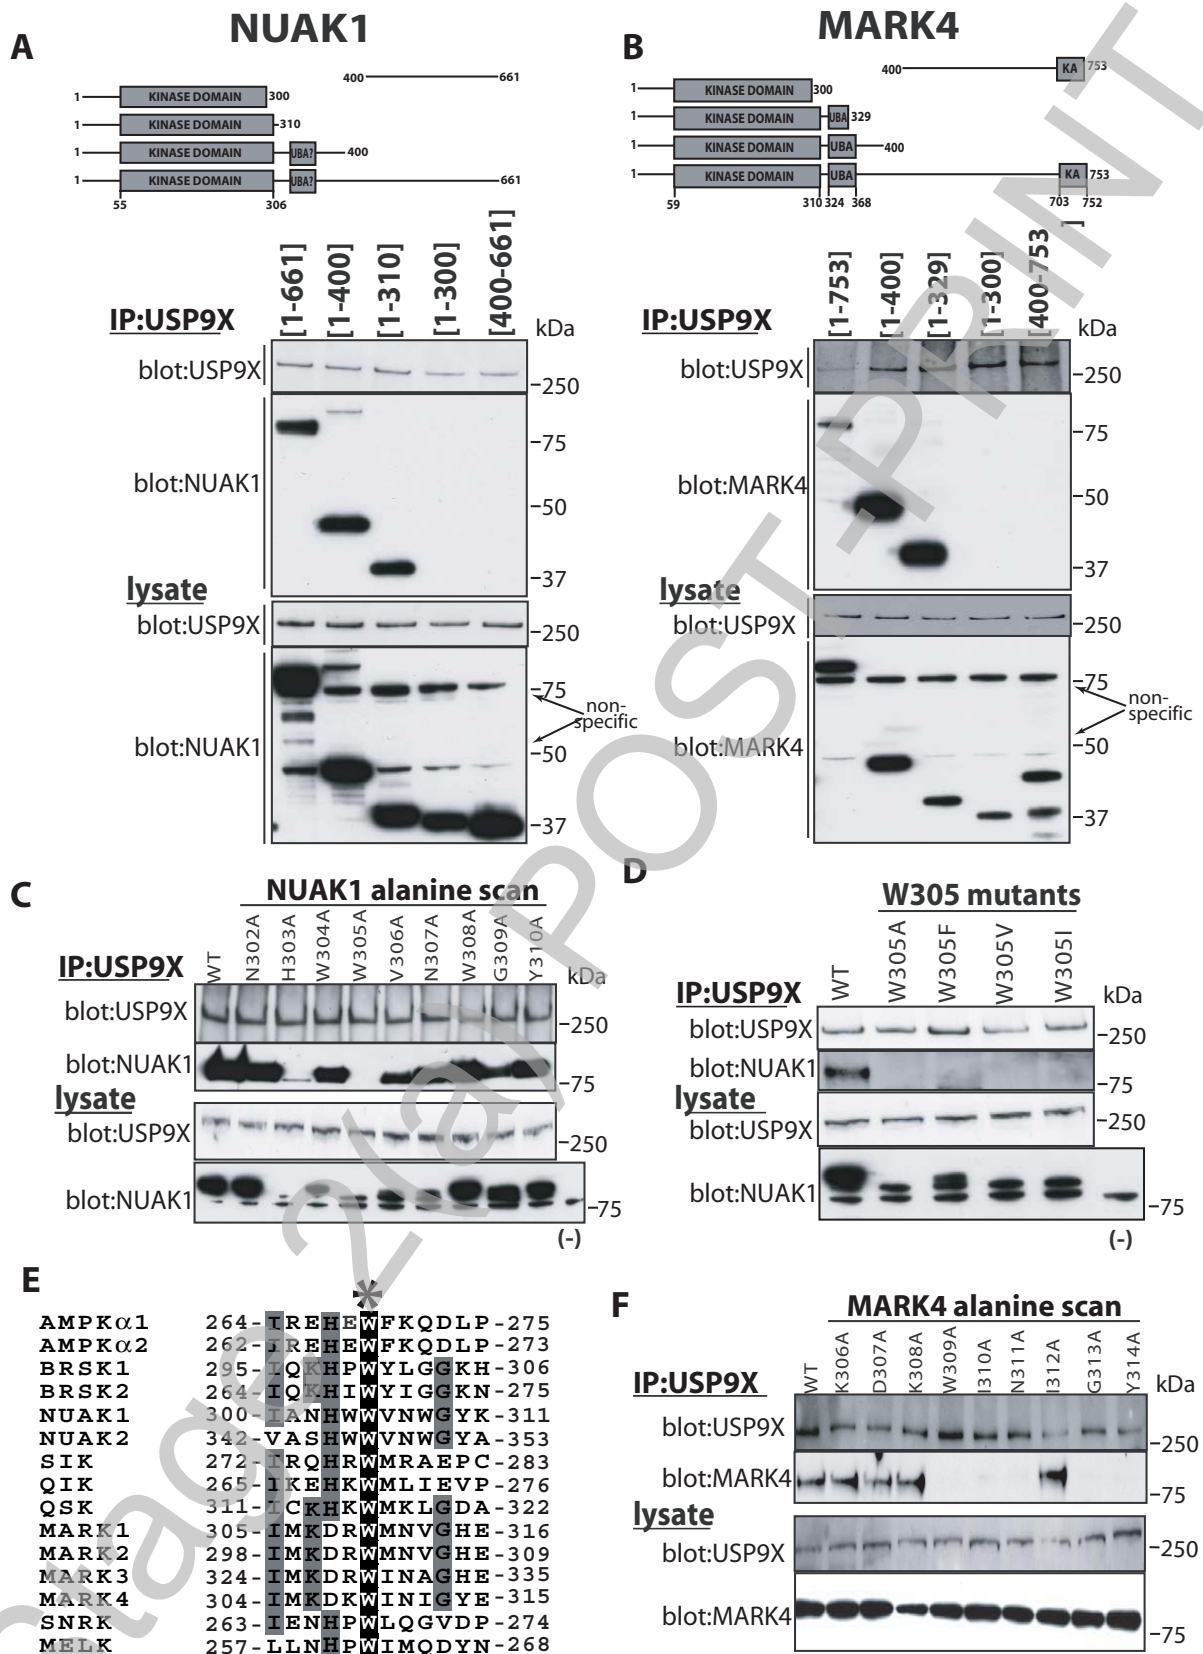 NUAK1
MARK4
A
400 661
1 KINASE DOMAIN 300
1 KINASE DOMAIN 310
1 KINASE DOMAIN UBA? 400
1 KINASE DOMAIN UBA? 661
55 306
B
400 KA 753
1 KINASE DOMAIN 300
1 KINASE DOMAIN UBA 329
1 KINASE DOMAIN UBA 400
1 KINASE DOMAIN UBA KA 753
59 310 324 368 703 752
[1-661] [1-400] [1-310] [1-300] [400-661]
IP:USP9X kDa
blot:USP9X -250
-75
blot:NUAK1 -50
-37
lysate
blot:USP9X -250
-75
non-specific
blot:NUAK1 -50
-37
[1-753] [1-400] [1-329] [1-300] [400-753]
IP:USP9X kDa
blot:USP9X -250
-75
blot:MARK4 -50
-37
lysate
blot:USP9X -250
-75
non-specific
blot:MARK4 -50
-37
C
NUAK1 alanine scan
WT N302A H303A W304A W305A V306A N307A W308A G309A Y310A
IP:USP9X kDa
blot:USP9X -250
blot:NUAK1 -75
lysate
blot:USP9X -250
blot:NUAK1 -75
(-)
D
W305 mutants
WT W305A W305F W305V W305I
IP:USP9X kDa
blot:USP9X -250
blot:NUAK1 -75
lysate
blot:USP9X -250
blot:NUAK1 -75
(-)
E
*
AMPKα1 264-IREHEWFKQDLP-275
AMPKα2 262-IREHEWFKQDLP-273
BRSK1 295-IQKHPWYLGGKH-306
BRSK2 264-IQKHIWYIGGKN-275
NUAK1 300-IANHWWVNWGYK-311
NUAK2 342-VASHWWVNWGYA-353
SIK 272-IRQHRWMRAEPC-283
QIK 265-IKEHKWMLIEVP-276
QSK 311-ICKHKWMKLGDA-322
MARK1 305-IMKDRWMNVGHE-316
MARK2 298-IMKDRWMNVGHE-309
MARK3 324-IMKDRWINAGHE-335
MARK4 304-IMKDKWINIGYE-315
SNRK 263-IENHPWLQGVDP-274
MELK 257-LLNHPWIMQDYN-268
F
MARK4 alanine scan
WT K306A D307A K308A W309A I310A N311A I312A G313A Y314A
IP:USP9X kDa
blot:USP9X -250
blot:MARK4 -75
lysate
blot:USP9X -250
blot:MARK4 -75
Stage 2(a) POST-PRINT